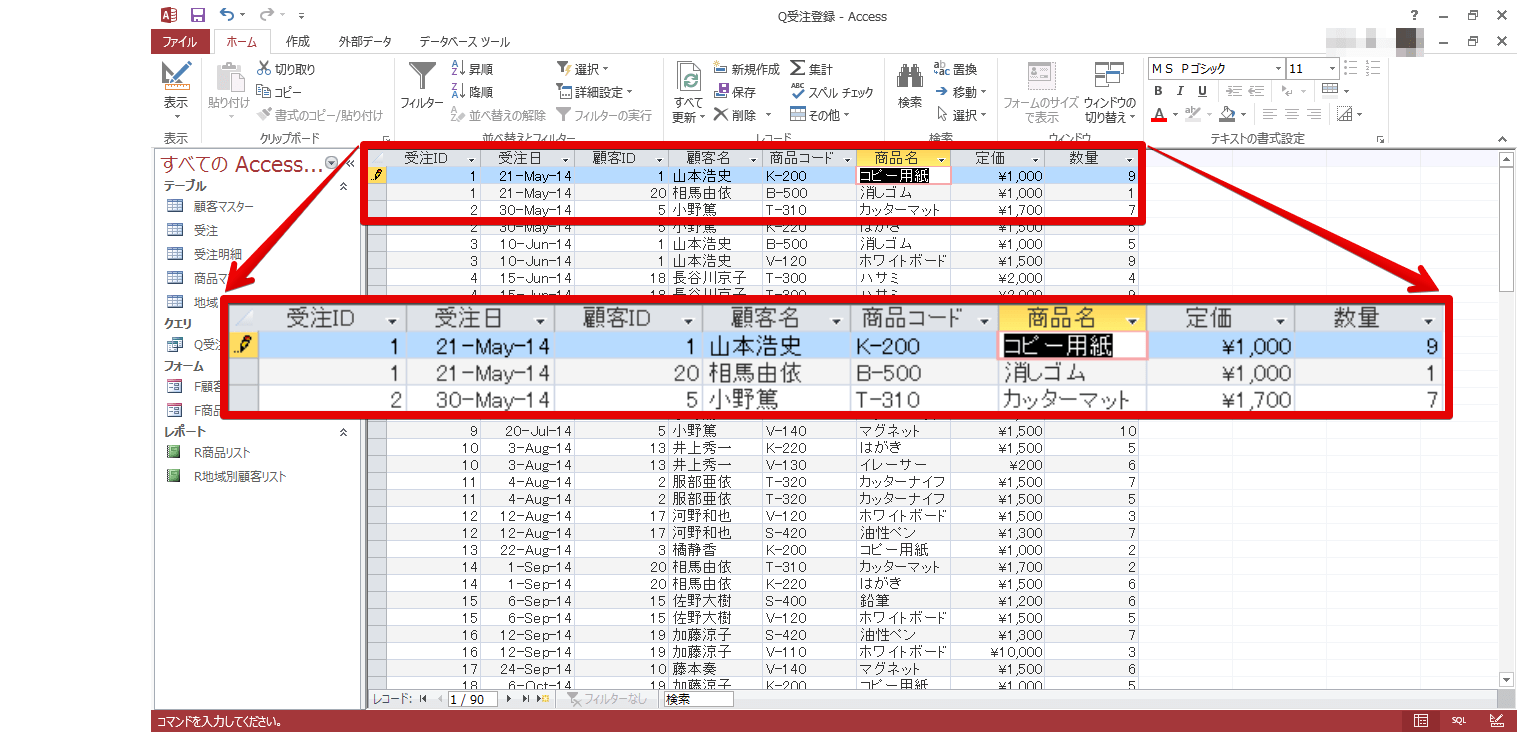 Q受注登録 - Access
ファイル ホーム 作成 外部データ データベース ツール
表示
貼り付け
切り取り
コピー
書式のコピー/貼り付け
フィルター
昇順
降順
並べ替えの解除
選択
詳細設定
フィルターの実行
すべて
更新
新規作成
保存
削除
集計
スペル チェック
その他
検索
置換
移動
選択
フォームのサイズ
で表示
ウィンドウの
切り替え
MS Pゴシック 11
B I U
表示 クリップボード 並べ替えとフィルター レコード 検索 ウィンドウ テキストの書式設定
すべての Access...
テーブル
顧客マスター
受注
受注明細
商品マ
地域
クエリ
Q受注
フォーム
F顧客
F商品
レポート
R商品リスト
R地域別顧客リスト
受注ID 受注日 顧客ID 顧客名 商品コード 商品名 定価 数量
1 21-May-14 1 山本浩史 K-200 コピー用紙 ¥1,000 9
1 21-May-14 20 相馬由依 B-500 消しゴム ¥1,000 1
2 30-May-14 5 小野篤 T-310 カッターマット ¥1,700 7
2 30-May-14 5 小野篤 K-220 はがき ¥1,500 5
3 10-Jun-14 1 山本浩史 B-500 消しゴム ¥1,000 5
3 10-Jun-14 1 山本浩史 V-120 ホワイトボード ¥1,500 9
4 15-Jun-14 18 長谷川京子 T-300 ハサミ ¥2,000 4
4 15-Jun-14 18 長谷川京子 T-300 ハサミ ¥2,000 9
受注ID 受注日 顧客ID 顧客名 商品コード 商品名 定価 数量
1 21-May-14 1 山本浩史 K-200 コピー用紙 ¥1,000 9
1 21-May-14 20 相馬由依 B-500 消しゴム ¥1,000 1
2 30-May-14 5 小野篤 T-310 カッターマット ¥1,700 7
9 20-Jul-14 5 小野篤 V-140 マグネット ¥1,500 10
10 3-Aug-14 13 井上秀一 K-220 はがき ¥1,500 5
10 3-Aug-14 13 井上秀一 V-130 イレーサー ¥200 6
11 4-Aug-14 2 服部亜依 T-320 カッターナイフ ¥1,500 7
11 4-Aug-14 2 服部亜依 T-320 カッターナイフ ¥1,500 5
12 12-Aug-14 17 河野和也 V-120 ホワイトボード ¥1,500 3
12 12-Aug-14 17 河野和也 S-420 油性ペン ¥1,300 7
13 22-Aug-14 3 橘静香 K-200 コピー用紙 ¥1,000 2
14 1-Sep-14 20 相馬由依 T-310 カッターマット ¥1,700 2
14 1-Sep-14 20 相馬由依 K-220 はがき ¥1,500 6
15 6-Sep-14 15 佐野大樹 S-400 鉛筆 ¥1,200 6
15 6-Sep-14 15 佐野大樹 V-120 ホワイトボード ¥1,500 5
16 12-Sep-14 19 加藤涼子 S-420 油性ペン ¥1,300 7
16 12-Sep-14 19 加藤涼子 V-110 ホワイトボード ¥10,000 3
17 24-Sep-14 10 藤本奏 V-140 マグネット ¥1,500 6
18 6-Oct-14 19 加藤涼子 K-200 コピー用紙 ¥1,000 5
レコード: 1 / 90 フィルターなし 検索
コマンドを入力してください。 SQL